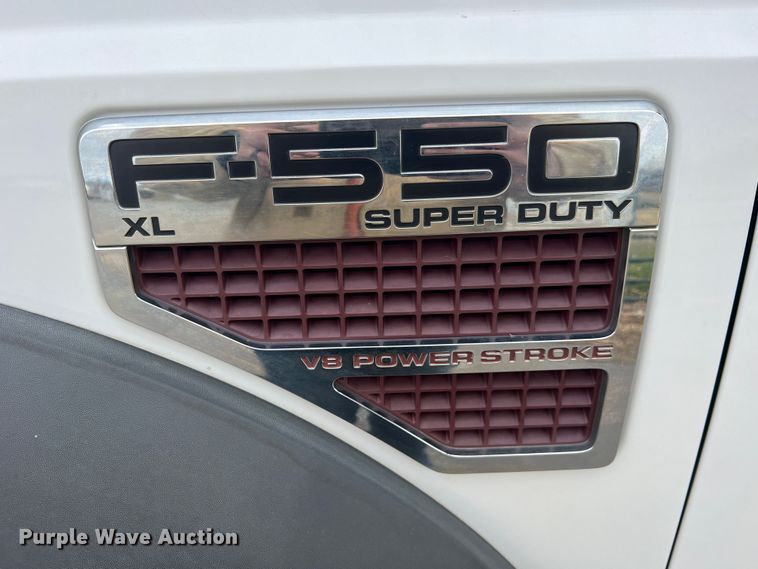 F-550
XL SUPER DUTY
V8 POWER STROKE
Purple Wave Auction